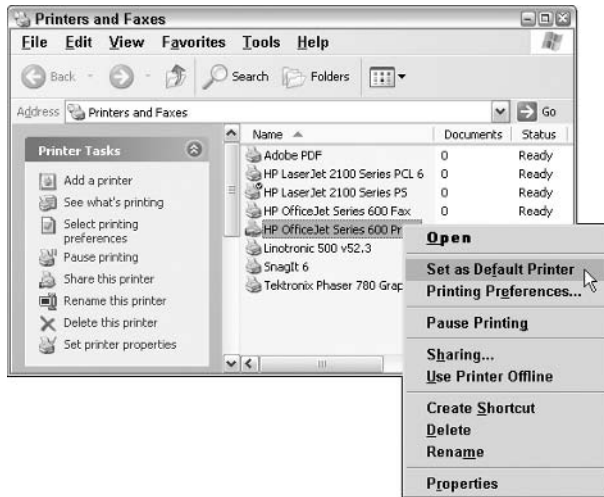 Printers and Faxes
File Edit View Favorites Tools Help
Back Search Folders
Address Printers and Faxes Go
Printer Tasks
Add a printer
See what's printing
Select printing
preferences
Pause printing
Share this printer
Rename this printer
Delete this printer
Set printer properties
Name Documents Status
Adobe PDF 0 Ready
HP LaserJet 2100 Series PCL 6 0 Ready
HP LaserJet 2100 Series PS 0 Ready
HP OfficeJet Series 600 Fax 0 Ready
HP OfficeJet Series 600 Pr
Linotronic 500 v52.3
SnagIt 6
Tektronix Phaser 780 Grap
Open
Set as Default Printer
Printing Preferences...
Pause Printing
Sharing...
Use Printer Offline
Create Shortcut
Delete
Rename
Properties